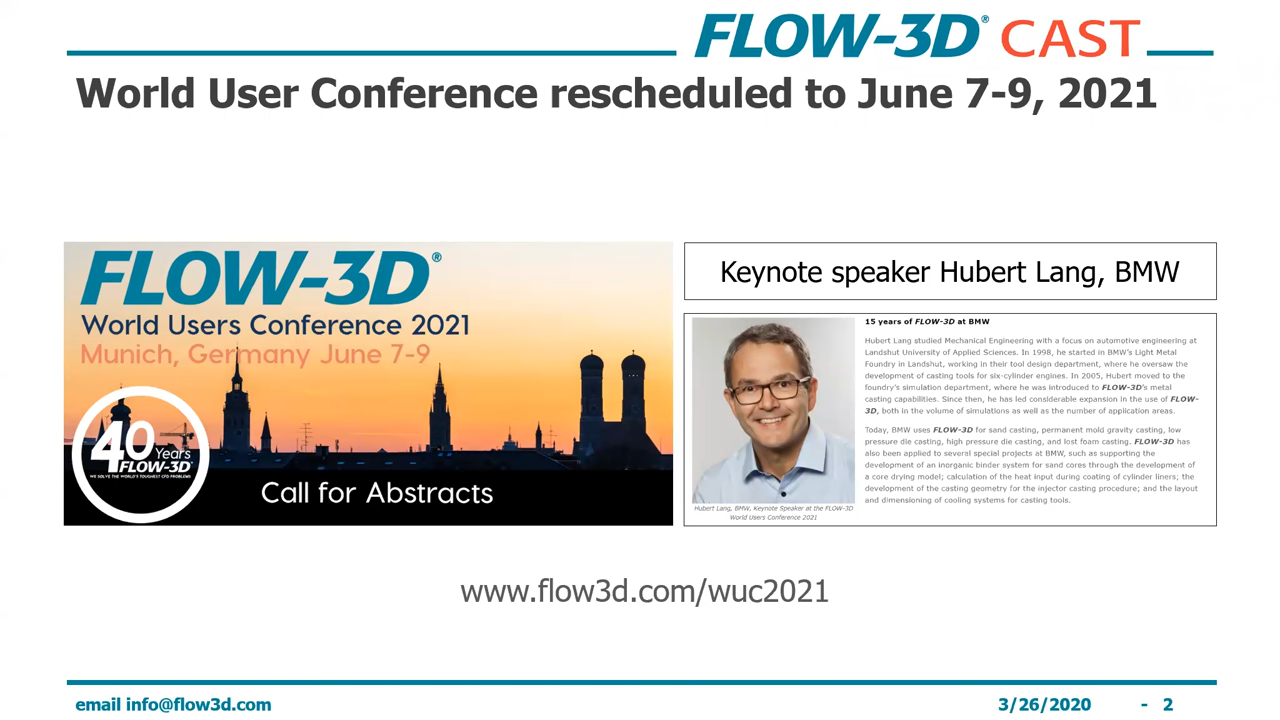 FLOW-3D® CAST
World User Conference rescheduled to June 7-9, 2021
FLOW-3D®
World Users Conference 2021
Munich, Germany June 7-9
40 Years
FLOW-3D®
WE SOLVE THE WORLD'S TOUGHEST CFD PROBLEMS
Call for Abstracts
Keynote speaker Hubert Lang, BMW
15 years of FLOW-3D at BMW
Hubert Lang studied Mechanical Engineering with a focus on automotive engineering at
Landshut University of Applied Sciences. In 1998, he started in BMW's Light Metal
Foundry in Landshut, working in their tool design department, where he oversaw the
development of casting tools for six-cylinder engines. In 2005, Hubert moved to the
foundry's simulation department, where he was introduced to FLOW-3D's metal
casting capabilities. Since then, he has led considerable expansion in the use of FLOW-
3D, both in the volume of simulations as well as the number of application areas.
Today, BMW uses FLOW-3D for sand casting, permanent mold gravity casting, low
pressure die casting, high pressure die casting, and lost foam casting. FLOW-3D has
also been applied to several special projects at BMW, such as supporting the
development of an inorganic binder system for sand cores through the development of
a core drying model; calculation of the heat input during coating of cylinder liners; the
development of the casting geometry for the injector casting procedure; and the layout
and dimensioning of cooling systems for casting tools.
Hubert Lang, BMW, Keynote Speaker at the FLOW-3D
World Users Conference 2021
www.flow3d.com/wuc2021
email info@flow3d.com
3/26/2020 - 2